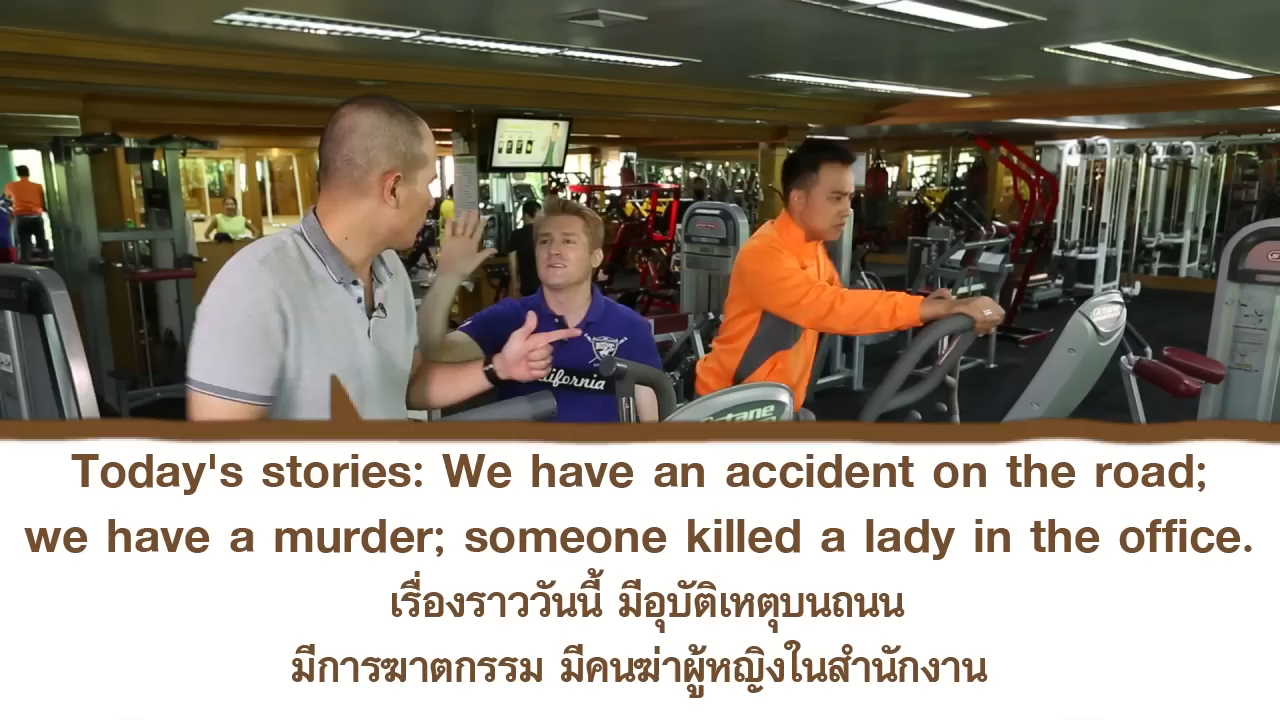 California
Octane
Octane
Today's stories: We have an accident on the road;
we have a murder; someone killed a lady in the office.
เรื่องราววันนี้ มีอุบัติเหตุบนถนน
มีการฆาตกรรม มีคนฆ่าผู้หญิงในสำนักงาน